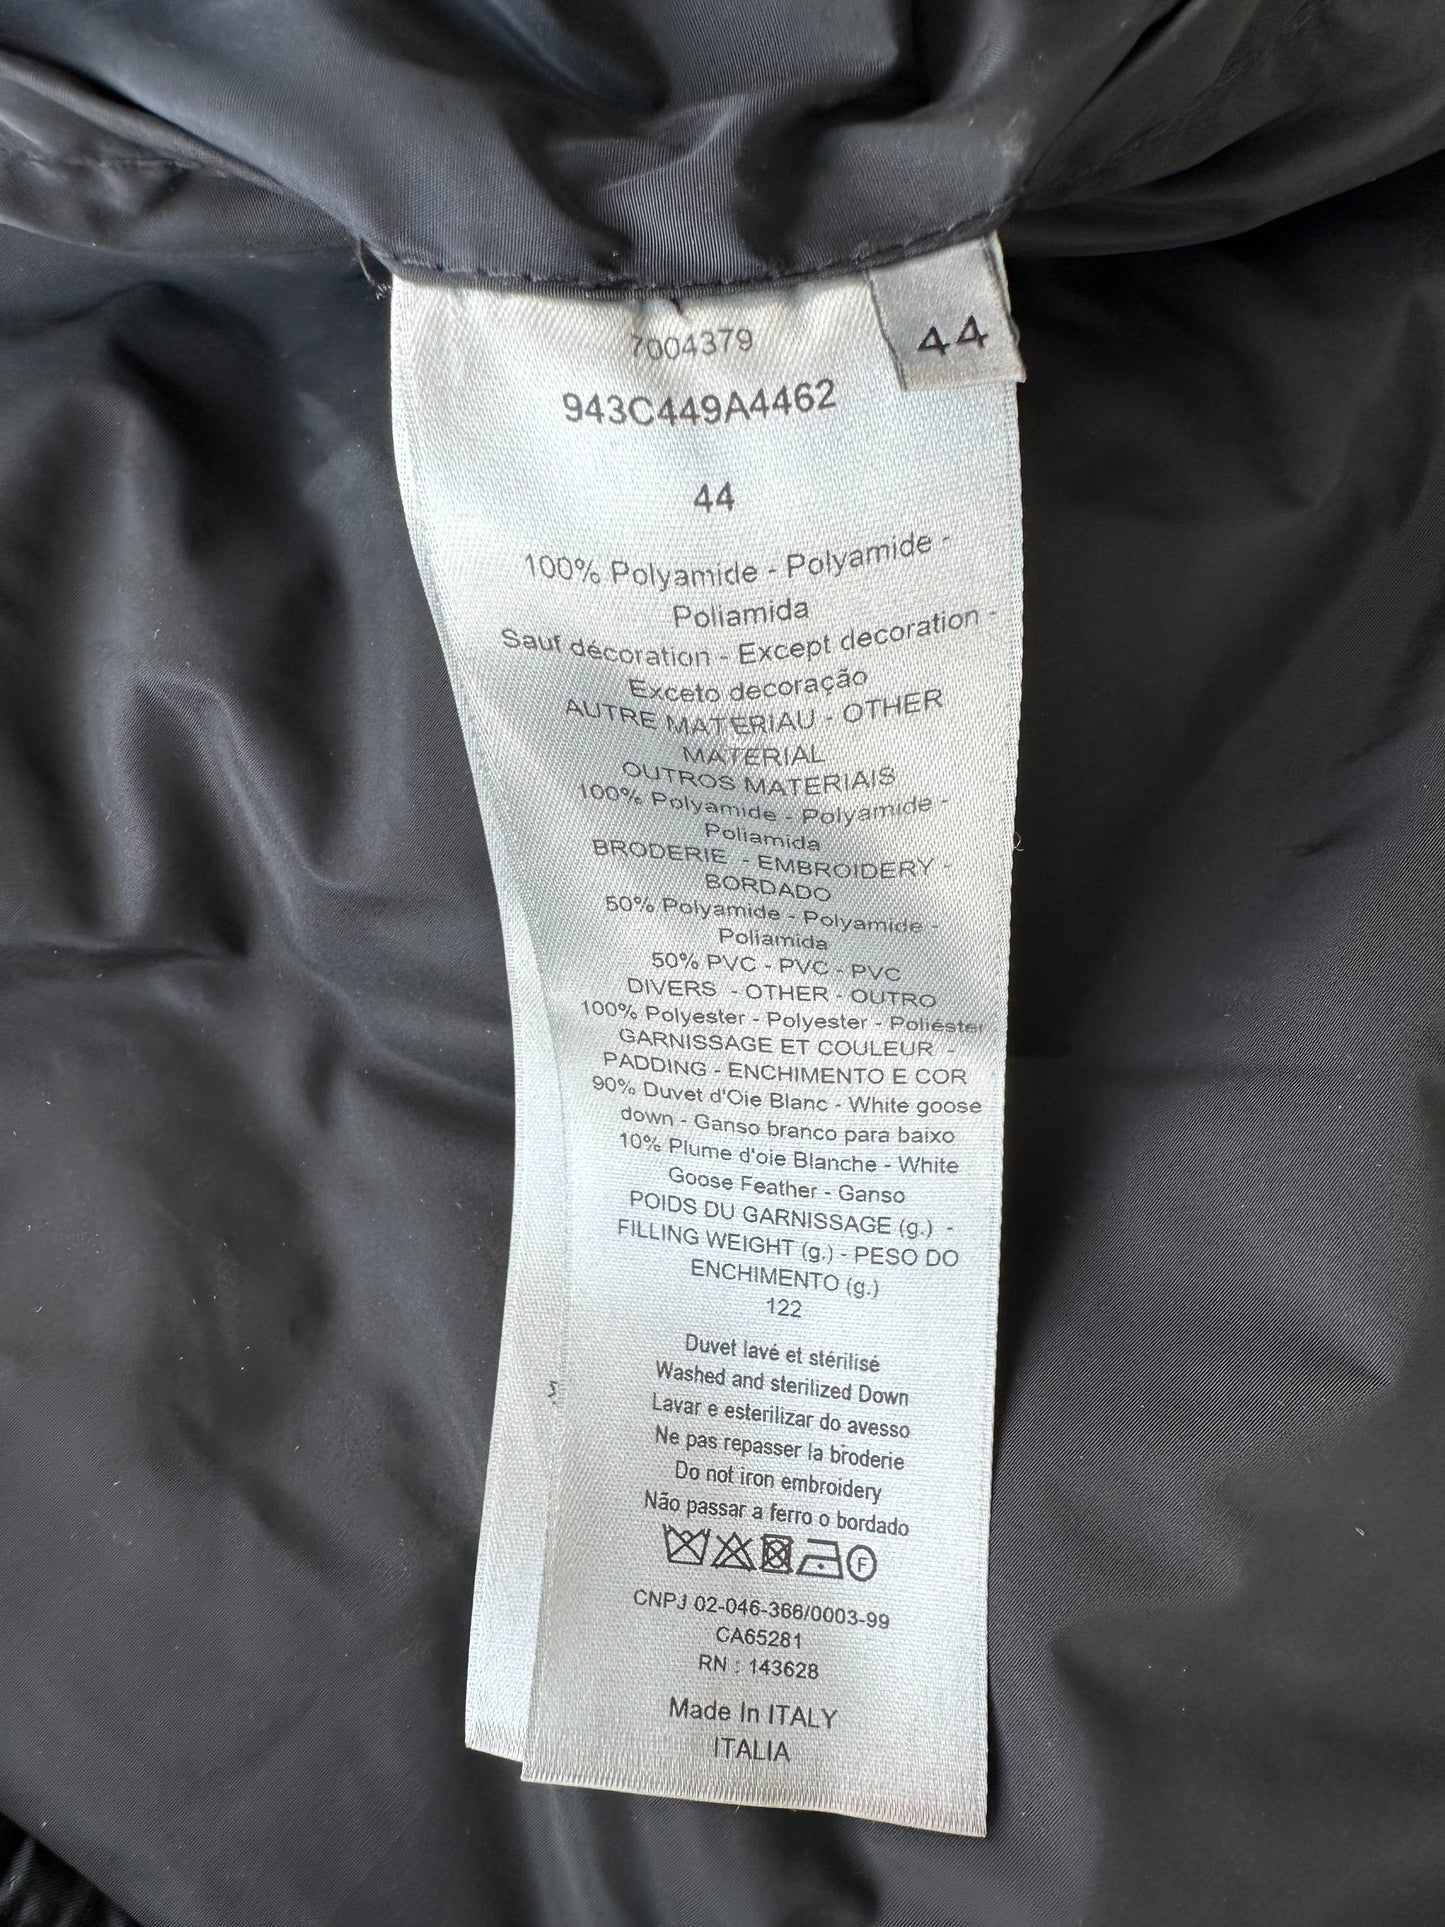 7004379
44
943C449A4462
44
100% Polyamide - Polyamide -
Poliamida
Sauf décoration - Except decoration -
Exceto decoração
AUTRE MATERIAU - OTHER
MATERIAL
OUTROS MATERIAIS
100% Polyamide - Polyamide -
Poliamida
BRODERIE - EMBROIDERY -
BORDADO
50% Polyamide - Polyamide -
Poliamida
50% PVC - PVC - PVC
DIVERS - OTHER - OUTRO
100% Polyester - Polyester - Poliéster
GARNISSAGE ET COULEUR -
PADDING - ENCHIMENTO E COR
90% Duvet d'Oie Blanc - White goose
down - Ganso branco para baixo
10% Plume d'oie Blanche - White
Goose Feather - Ganso
POIDS DU GARNISSAGE (g.) -
FILLING WEIGHT (g.) - PESO DO
ENCHIMENTO (g.)
122
Duvet lavé et stérilisé
Washed and sterilized Down
Lavar e esterilizar do avesso
Ne pas repasser la broderie
Do not iron embroidery
Não passar a ferro o bordado
F
CNPJ 02-046-366/0003-99
CA65281
RN : 143628
Made In ITALY
ITALIA